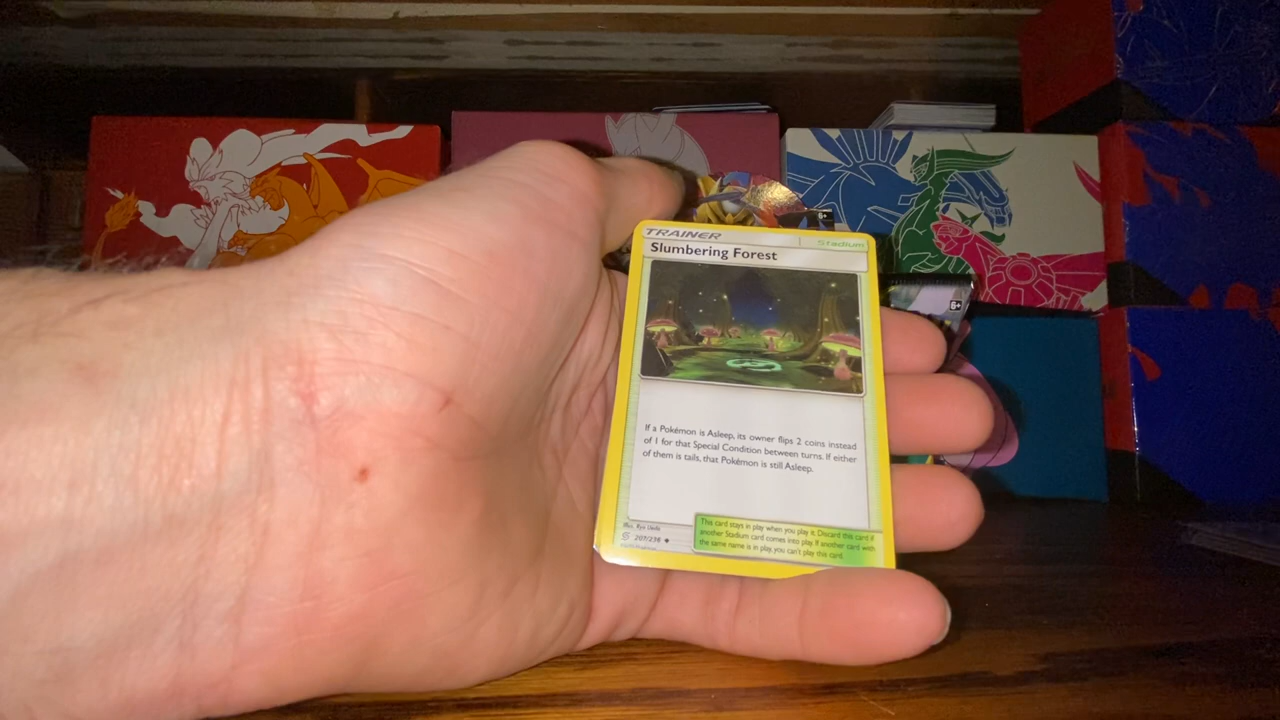 TRAINER
Stadium
Slumbering Forest
If a Pokémon is Asleep, its owner flips 2 coins instead
of 1 for that Special Condition between turns. If either
of them is tails, that Pokémon is still Asleep.
Illus. Ryo Ueda
207/236
This card stays in play when you play it. Discard this card if
another Stadium card comes into play. If another card with
the same name is in play, you can't play this card.
6+
6+